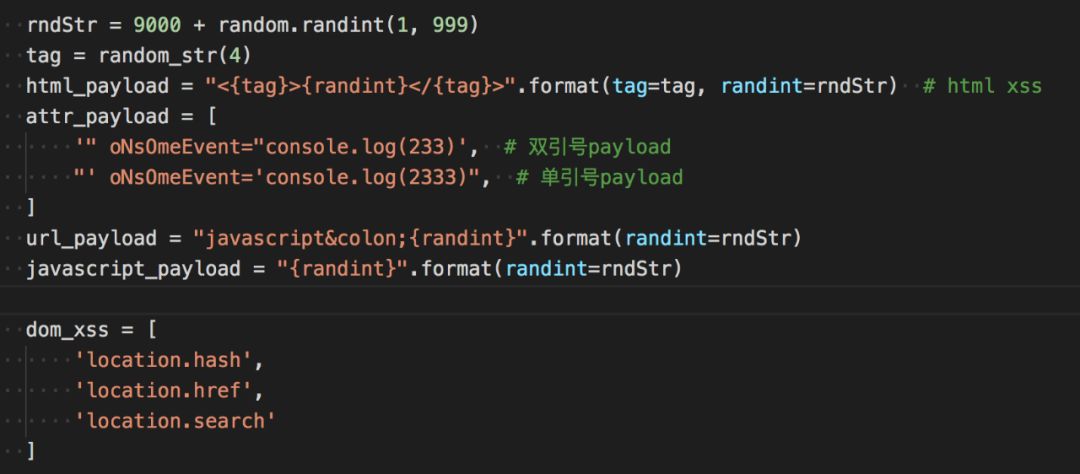 rndStr = 9000 + random.randint(1, 999)
tag = random_str(4)
html_payload = "<{tag}>{randint}</{tag}>".format(tag=tag, randint=rndStr)  # html xss
attr_payload = [
    '" oNsOmeEvent="console.log(233)',  # 双引号payload
    "' oNsOmeEvent='console.log(2333)",  # 单引号payload
]
url_payload = "javascript&colon;{randint}".format(randint=rndStr)
javascript_payload = "{randint}".format(randint=rndStr)
dom_xss = [
    'location.hash',
    'location.href',
    'location.search'
]